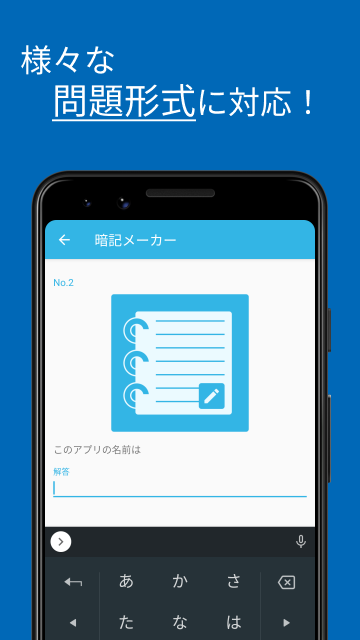 様々な
問題形式に対応！
暗記メーカー
No.2
このアプリの名前は
解答
あ か さ
た な は